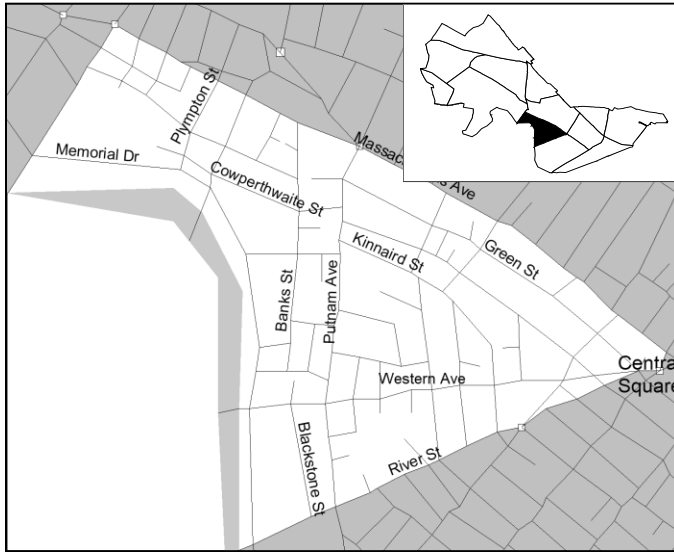 Plympton St
Memorial Dr
Massac
s Ave
Cowperthwaite St
Green St
Kinnaird St
Banks St
Putnam Ave
Central
Square
Western Ave
Blackstone St
River St